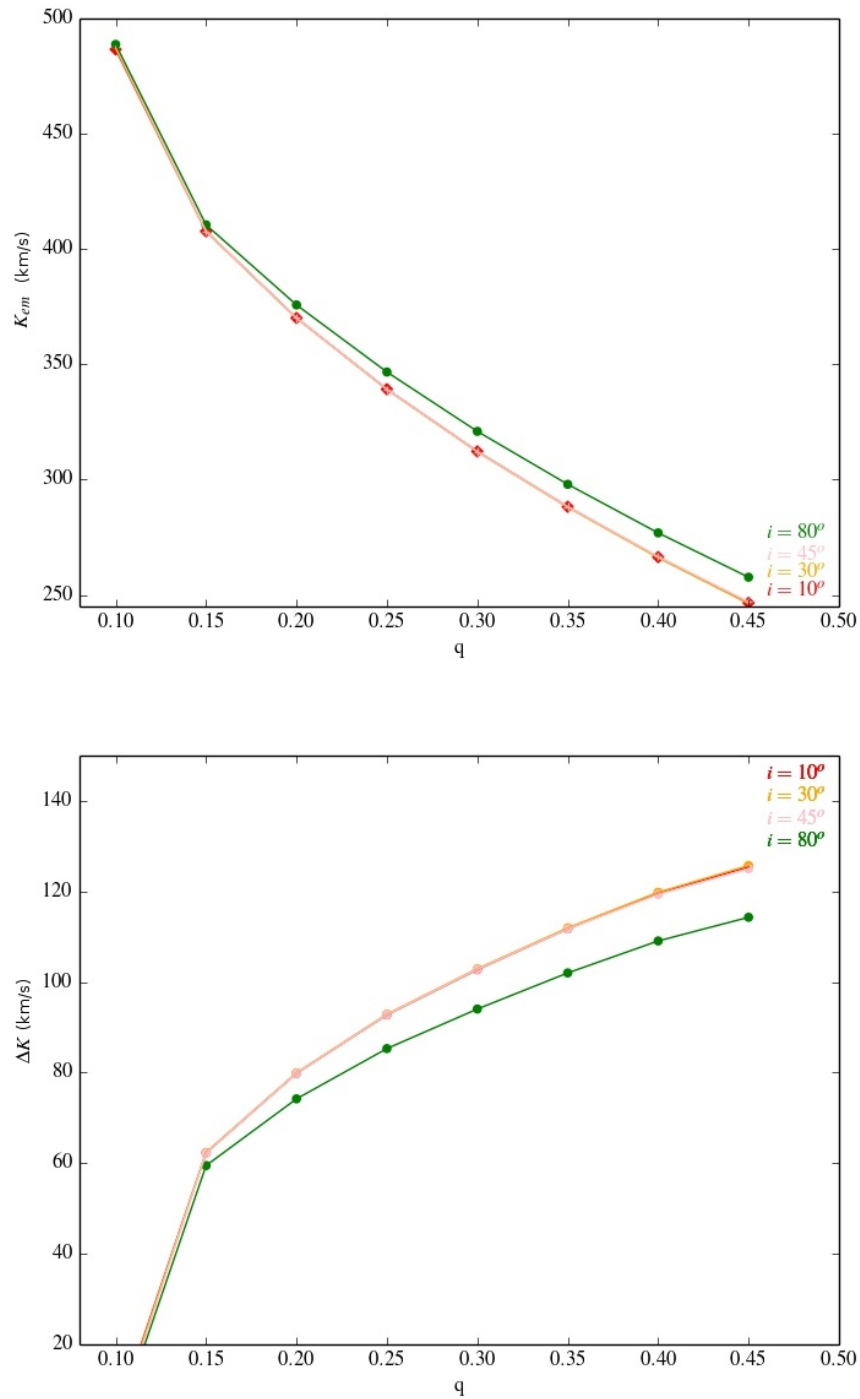 500
450
400
350
300
250
K_em (km/s)
i = 80°
i = 45°
i = 30°
i = 10°
0.10 0.15 0.20 0.25 0.30 0.35 0.40 0.45 0.50
q
140
120
100
80
60
40
20
ΔK (km/s)
i = 10°
i = 30°
i = 45°
i = 80°
0.10 0.15 0.20 0.25 0.30 0.35 0.40 0.45 0.50
q